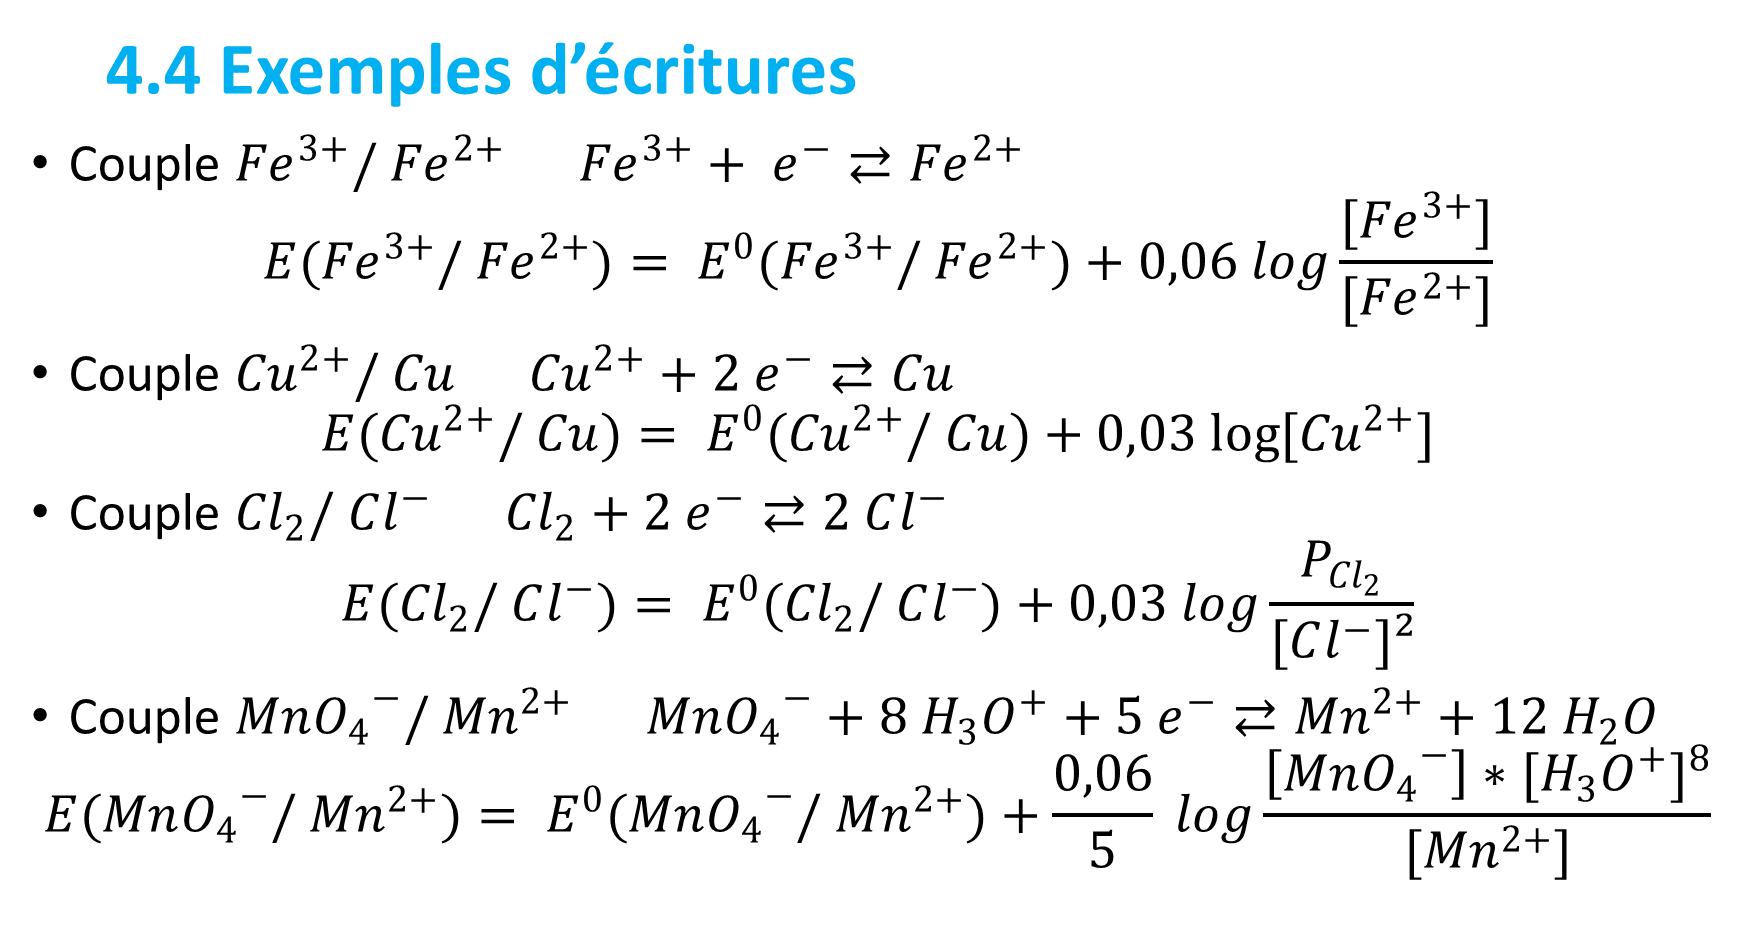 4.4 Exemples d’écritures
• Couple Fe³⁺/ Fe²⁺ Fe³⁺ + e⁻ ⇄ Fe²⁺
E(Fe³⁺/ Fe²⁺) = E⁰(Fe³⁺/ Fe²⁺) + 0,06 log [Fe³⁺] / [Fe²⁺]
• Couple Cu²⁺/ Cu Cu²⁺ + 2 e⁻ ⇄ Cu
E(Cu²⁺/ Cu) = E⁰(Cu²⁺/ Cu) + 0,03 log[Cu²⁺]
• Couple Cl₂/ Cl⁻ Cl₂ + 2 e⁻ ⇄ 2 Cl⁻
E(Cl₂/ Cl⁻) = E⁰(Cl₂/ Cl⁻) + 0,03 log P_Cl₂ / [Cl⁻]²
• Couple MnO₄⁻/ Mn²⁺ MnO₄⁻ + 8 H₃O⁺ + 5 e⁻ ⇄ Mn²⁺ + 12 H₂O
E(MnO₄⁻/ Mn²⁺) = E⁰(MnO₄⁻/ Mn²⁺) + 0,06 / 5 log [MnO₄⁻] * [H₃O⁺]⁸ / [Mn²⁺]